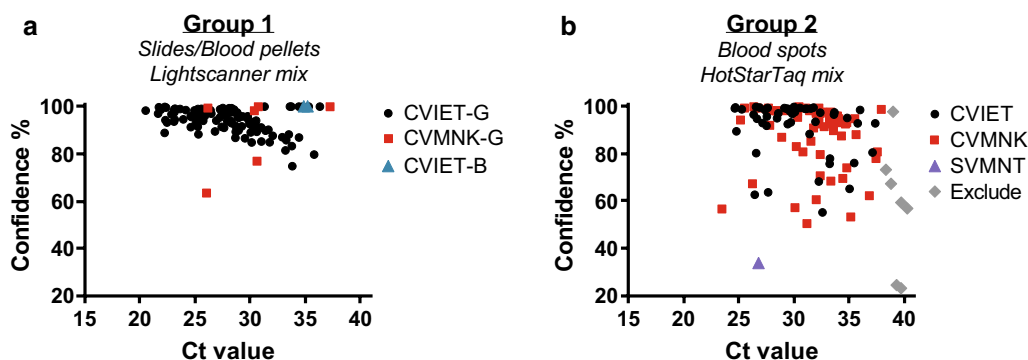 a
Group 1
Slides/Blood pellets
Lightscanner mix
Confidence %
100
80
60
40
20
15 20 25 30 35 40
Ct value
CVIET-G
CVMNK-G
CVIET-B
b
Group 2
Blood spots
HotStarTaq mix
Confidence %
100
80
60
40
20
15 20 25 30 35 40
Ct value
CVIET
CVMNK
SVMNT
Exclude